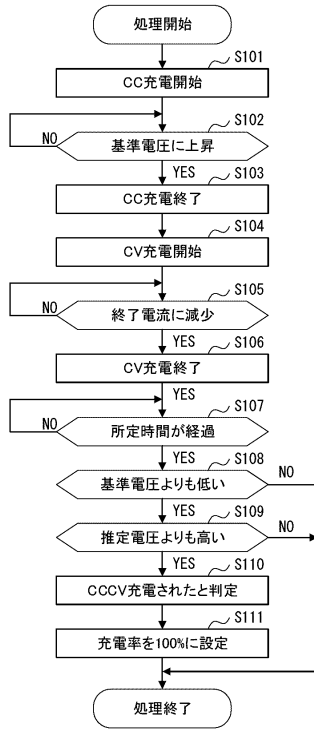 処理開始
S101
CC充電開始
S102
基準電圧に上昇
NO
YES
S103
CC充電終了
S104
CV充電開始
S105
終了電流に減少
NO
YES
S106
CV充電終了
YES
S107
所定時間が経過
NO
YES
S108
基準電圧よりも低い
NO
YES
S109
推定電圧よりも高い
NO
YES
S110
CCCV充電されたと判定
S111
充電率を100%に設定
処理終了